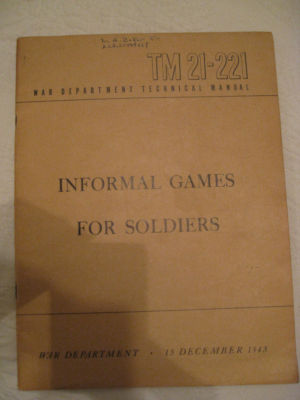 TM 21-221
WAR DEPARTMENT TECHNICAL MANUAL
INFORMAL GAMES
FOR SOLDIERS
WAR DEPARTMENT • 15 DECEMBER 1943